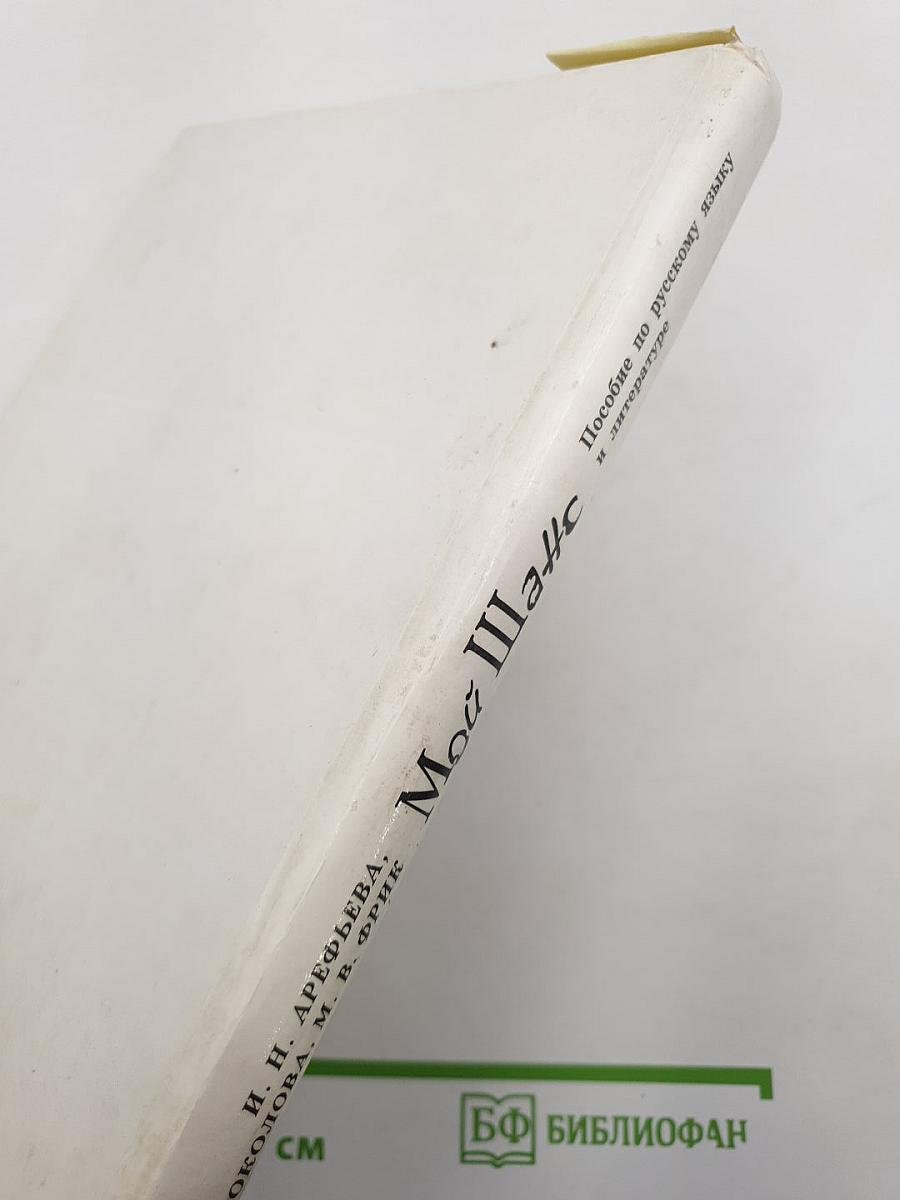 И. Н. АРЕФЬЕВА,
ОКОЛОВА, М. В. ФРИК
Мой Шанс
Пособие по русскому языку
и литературе
см
БФ БИБЛИОФАН